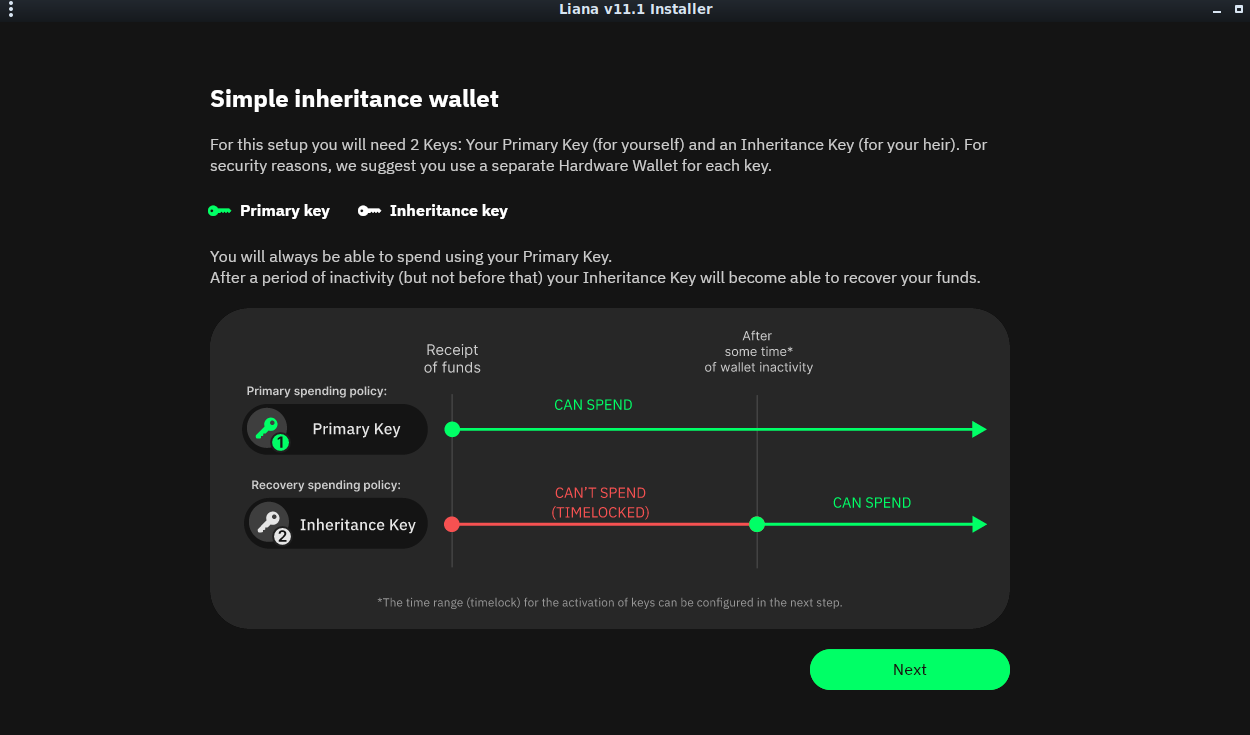 Liana v11.1 Installer
Simple inheritance wallet
For this setup you will need 2 Keys: Your Primary Key (for yourself) and an Inheritance Key (for your heir). For
security reasons, we suggest you use a separate Hardware Wallet for each key.
Primary key Inheritance key
You will always be able to spend using your Primary Key.
After a period of inactivity (but not before that) your Inheritance Key will become able to recover your funds.
Receipt
of funds
After
some time*
of wallet inactivity
Primary spending policy:
1 Primary Key
CAN SPEND
Recovery spending policy:
2 Inheritance Key
CAN'T SPEND
(TIMELOCKED)
CAN SPEND
*The time range (timelock) for the activation of keys can be configured in the next step.
Next